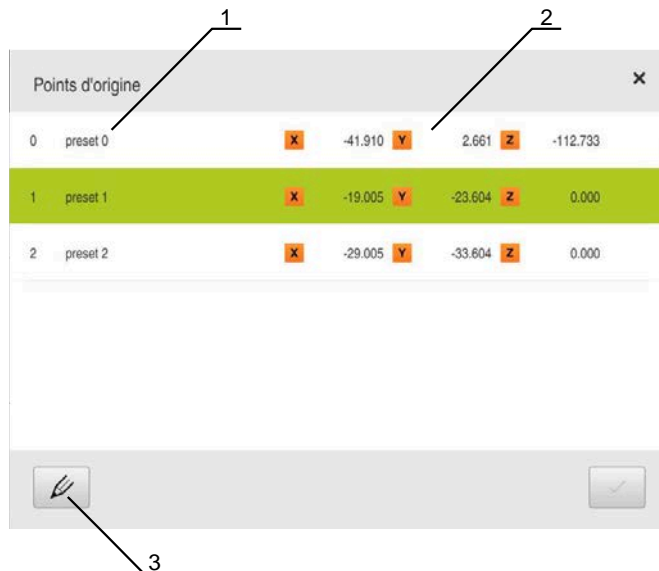 1 2
Points d'origine ×
0 preset 0 X -41.910 Y 2.661 Z -112.733
1 preset 1 X -19.005 Y -23.604 Z 0.000
2 preset 2 X -29.005 Y -33.604 Z 0.000
3